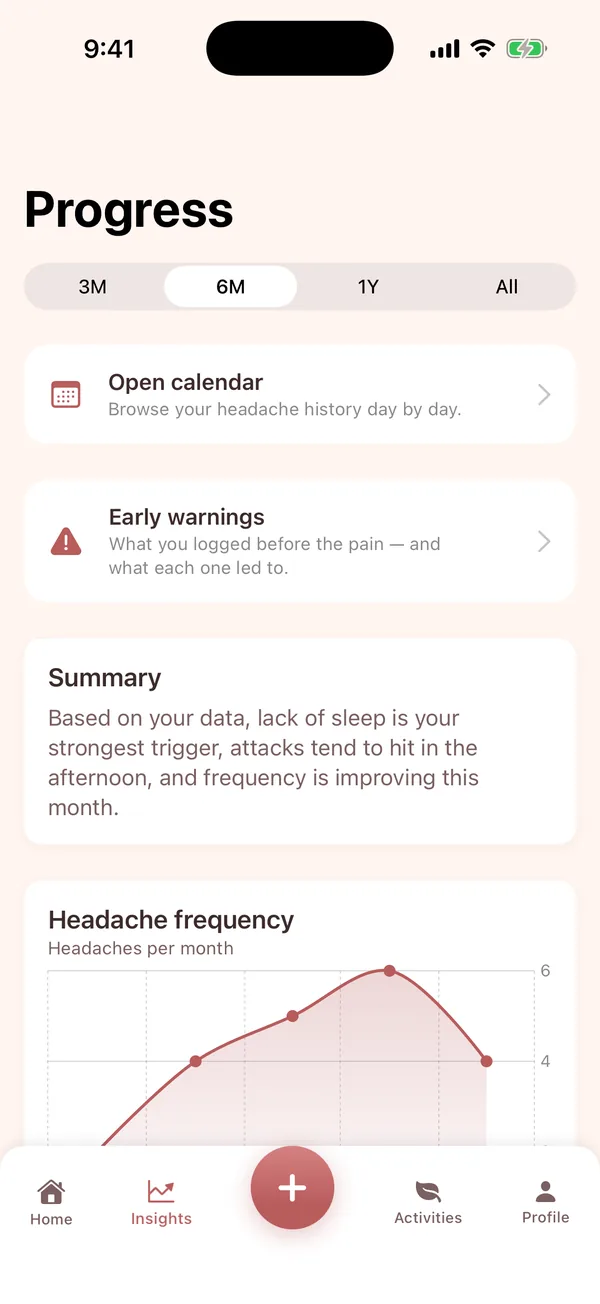 9:41
Progress
3M 6M 1Y All
Open calendar
Browse your headache history day by day.
Early warnings
What you logged before the pain — and
what each one led to.
Summary
Based on your data, lack of sleep is your
strongest trigger, attacks tend to hit in the
afternoon, and frequency is improving this
month.
Headache frequency
Headaches per month
6
4
Home Insights Activities Profile